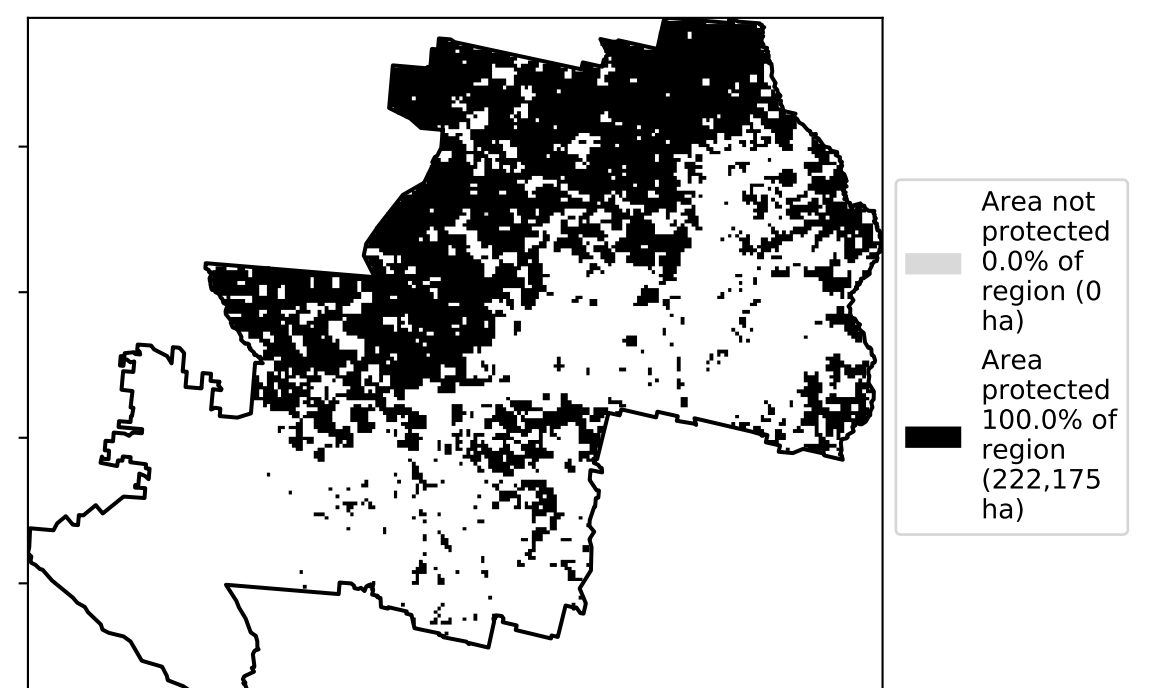 Area not
protected
0.0% of
region (0
ha)
Area
protected
100.0% of
region
(222,175
ha)